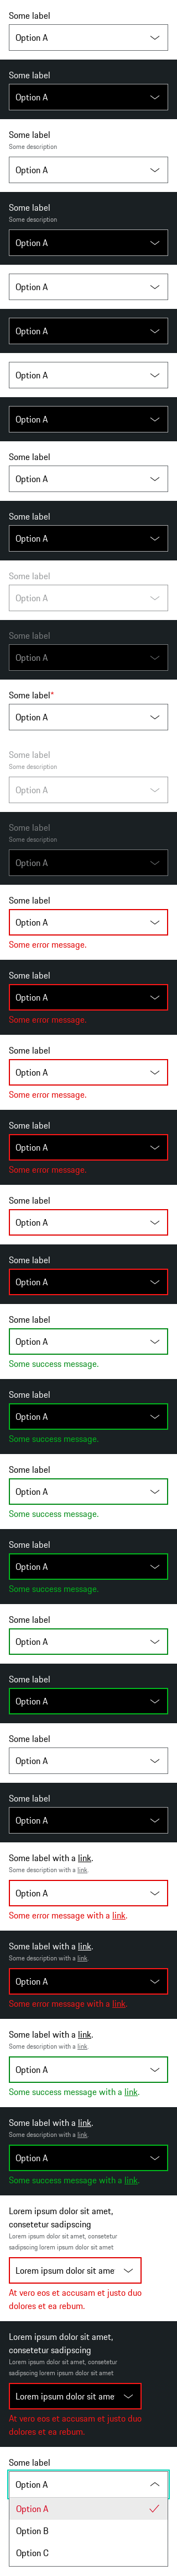 Some label
Option A
Some label
Option A
Some label
Some description
Option A
Some label
Some description
Option A
Option A
Option A
Option A
Option A
Some label
Option A
Some label
Option A
Some label
Option A
Some label
Option A
Some label*
Option A
Some label
Some description
Option A
Some label
Some description
Option A
Some label
Option A
Some error message.
Some label
Option A
Some error message.
Some label
Option A
Some error message.
Some label
Option A
Some error message.
Some label
Option A
Some label
Option A
Some label
Option A
Some success message.
Some label
Option A
Some success message.
Some label
Option A
Some success message.
Some label
Option A
Some success message.
Some label
Option A
Some label
Option A
Some label
Option A
Some label
Option A
Some label with a link.
Some description with a link.
Option A
Some error message with a link.
Some label with a link.
Some description with a link.
Option A
Some error message with a link.
Some label with a link.
Some description with a link.
Option A
Some success message with a link.
Some label with a link.
Some description with a link.
Option A
Some success message with a link.
Lorem ipsum dolor sit amet,
consetetur sadipscing
Lorem ipsum dolor sit amet, consetetur
sadipscing lorem ipsum dolor sit amet
Lorem ipsum dolor sit ame
At vero eos et accusam et justo duo
dolores et ea rebum.
Lorem ipsum dolor sit amet,
consetetur sadipscing
Lorem ipsum dolor sit amet, consetetur
sadipscing lorem ipsum dolor sit amet
Lorem ipsum dolor sit ame
At vero eos et accusam et justo duo
dolores et ea rebum.
Some label
Option A
Option A
Option B
Option C